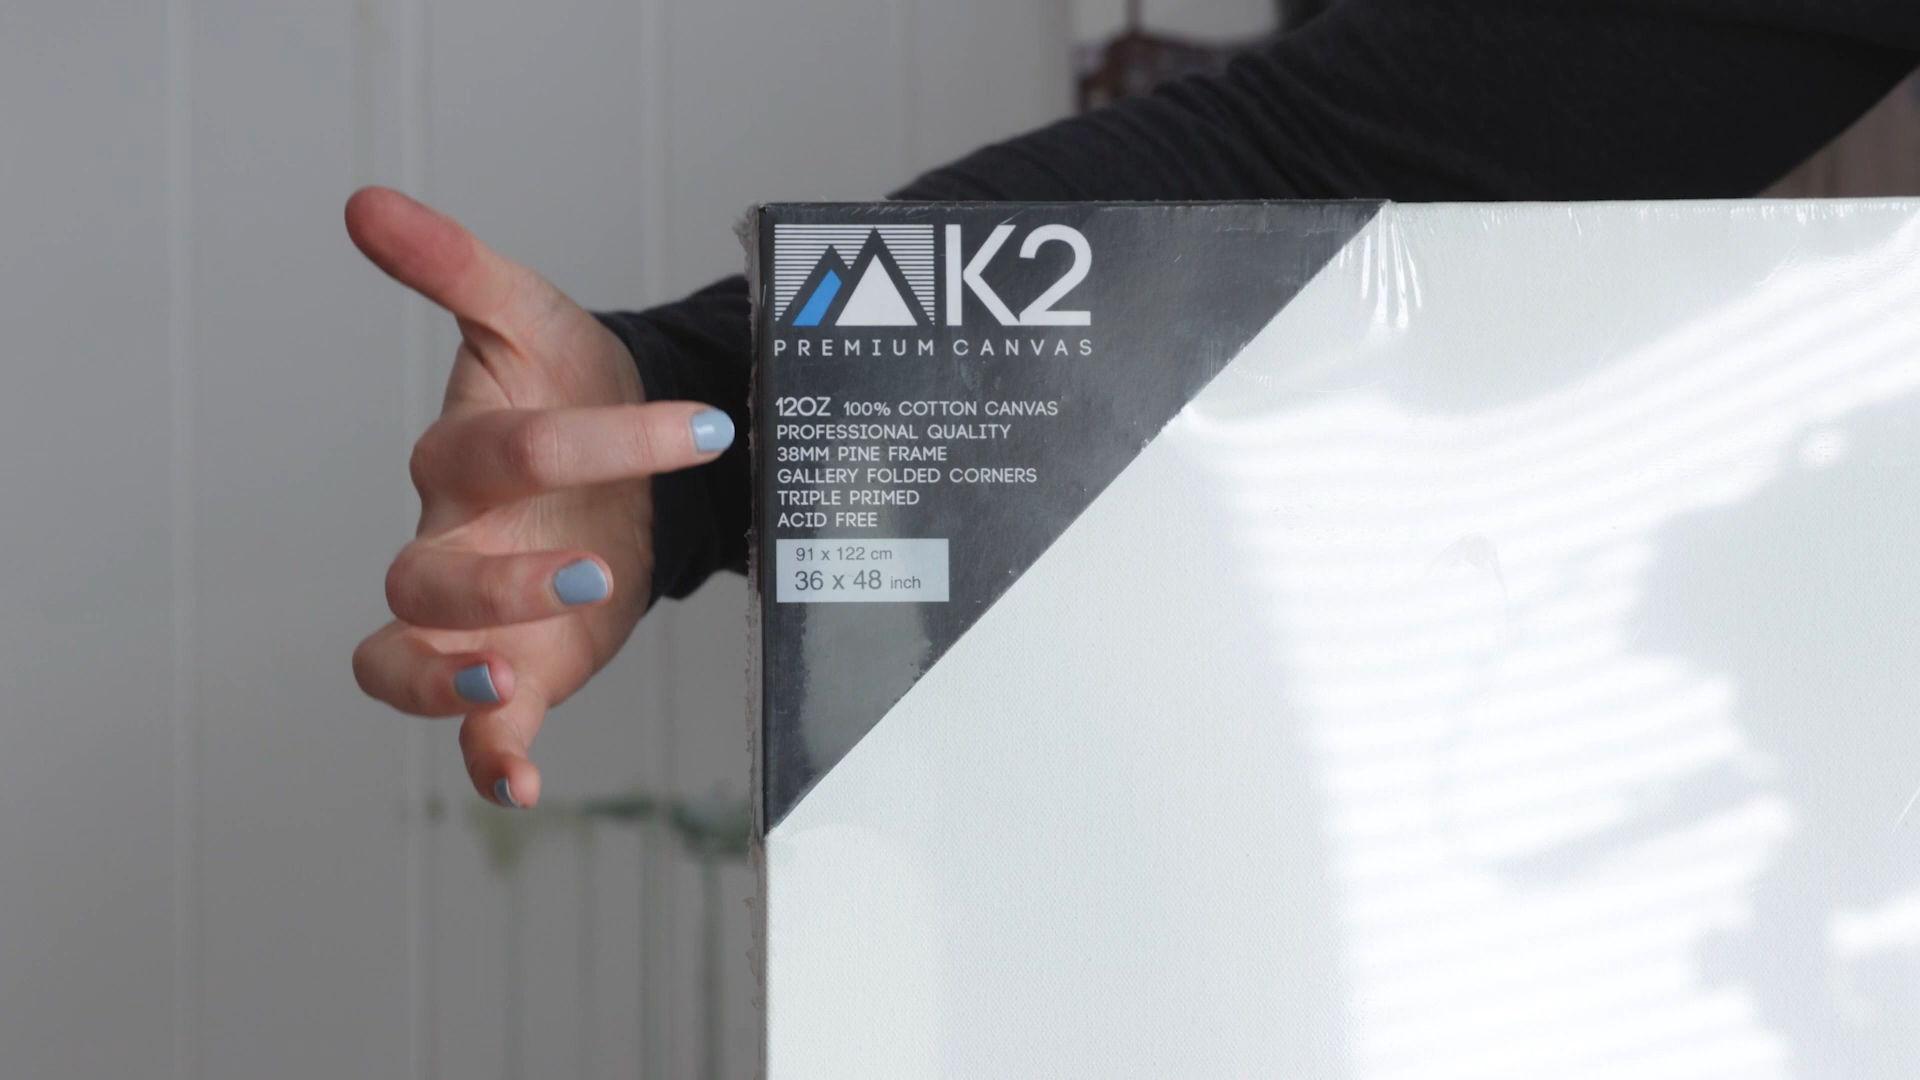 K2
PREMIUM CANVAS
12OZ 100% COTTON CANVAS
PROFESSIONAL QUALITY
38MM PINE FRAME
GALLERY FOLDED CORNERS
TRIPLE PRIMED
ACID FREE
91 x 122 cm
36 x 48 inch